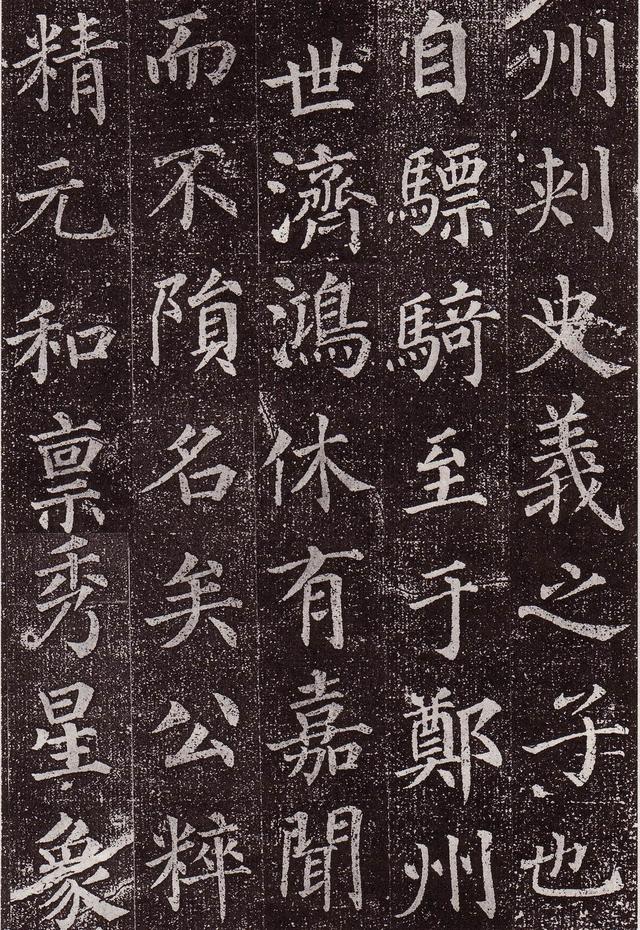 州刾史義之子也
自驃騎至于鄭州
世濟鴻休有嘉聞
而不隕名矣公粹
精元和禀秀星象